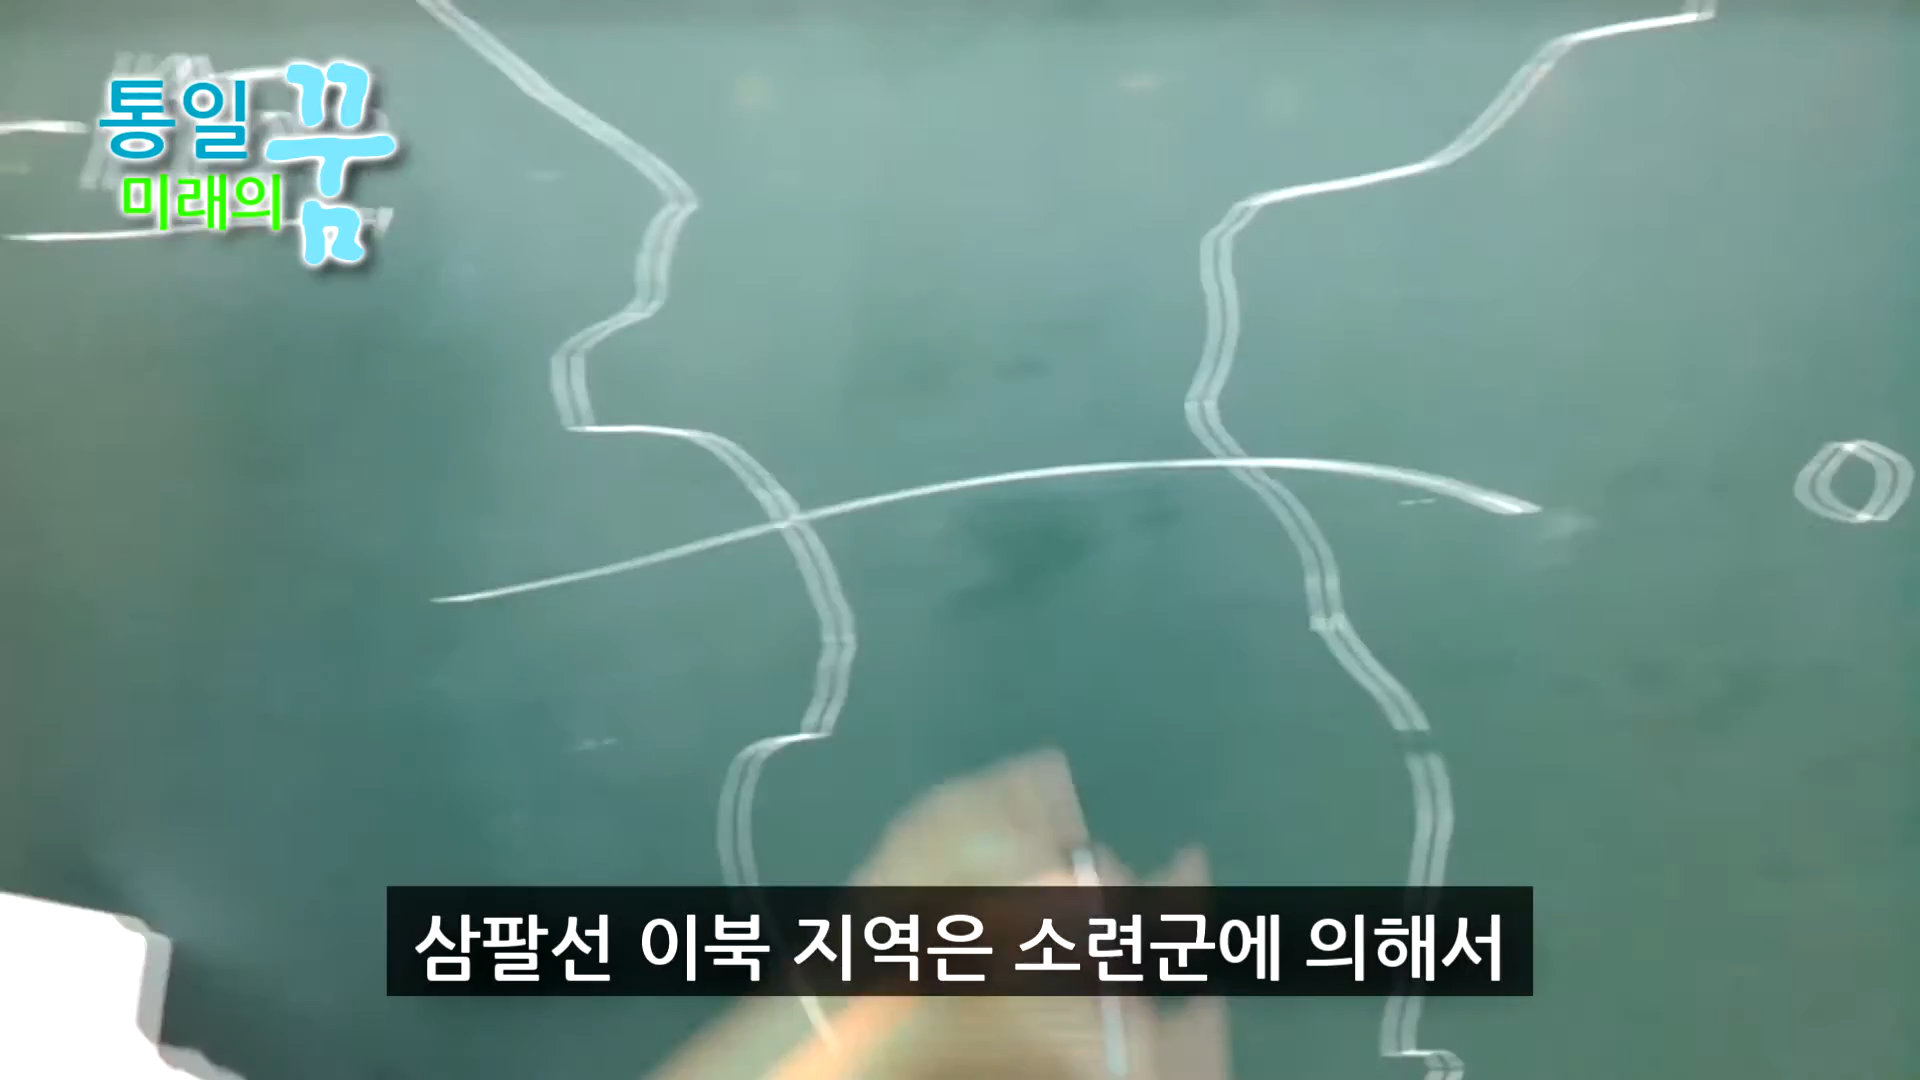 통일 꿈
미래의
삼팔선 이북 지역은 소련군에 의해서